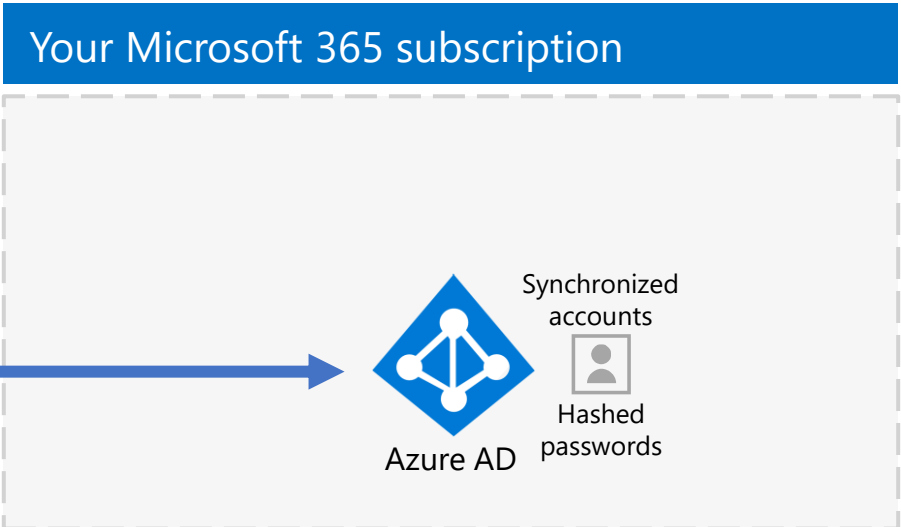 Your Microsoft 365 subscription
Synchronized
accounts
Hashed
passwords
Azure AD